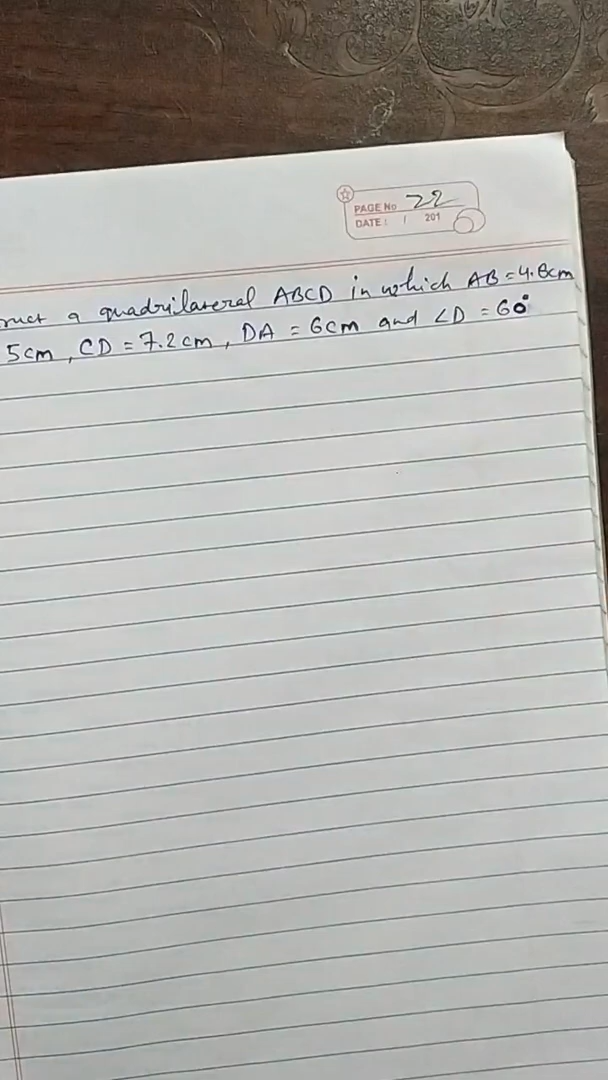 PAGE No 22
DATE : / 201
a quadrilateral ABCD in which AB = 4.8cm
5cm , CD = 7.2cm , DA = 6cm and ∠D = 60°